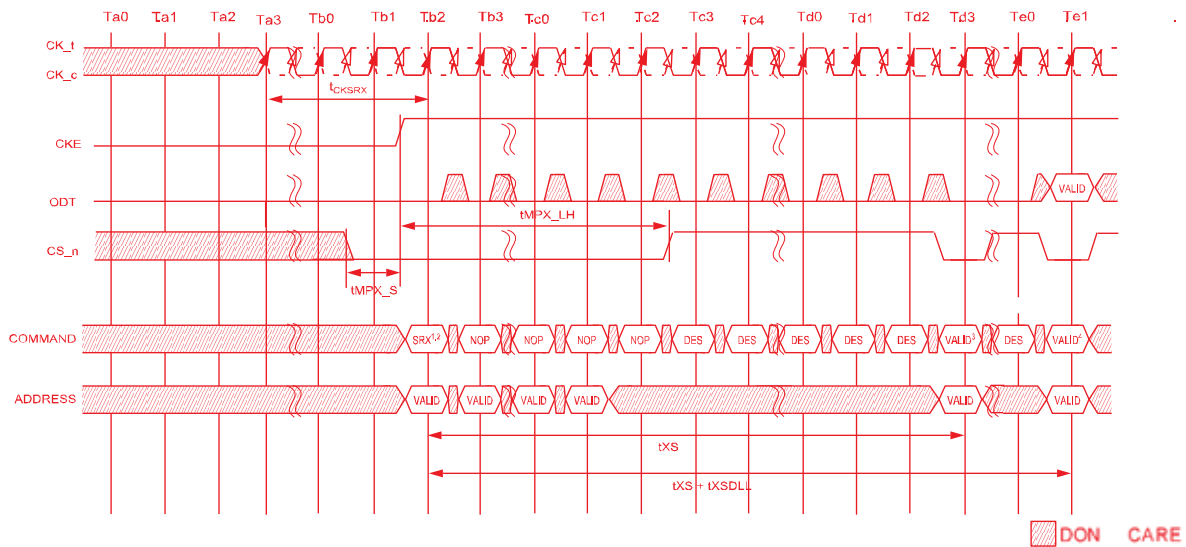 Ta0 Ta1 Ta2 Ta3 Tb0 Tb1 Tb2 Tb3 Tc0 Tc1 Tc2 Tc3 Tc4 Td0 Td1 Td2 Td3 Te0 Te1
CK_t
CK_c
tCKSRX
CKE
ODT
VALID
tMPX_LH
CS_n
tMPX_S
COMMAND SRX1,2 NOP NOP NOP NOP DES DES DES DES DES VALID3 DES VALID4
ADDRESS VALID VALID VALID VALID VALID VALID
tXS
tXS + tXSDLL
DON CARE